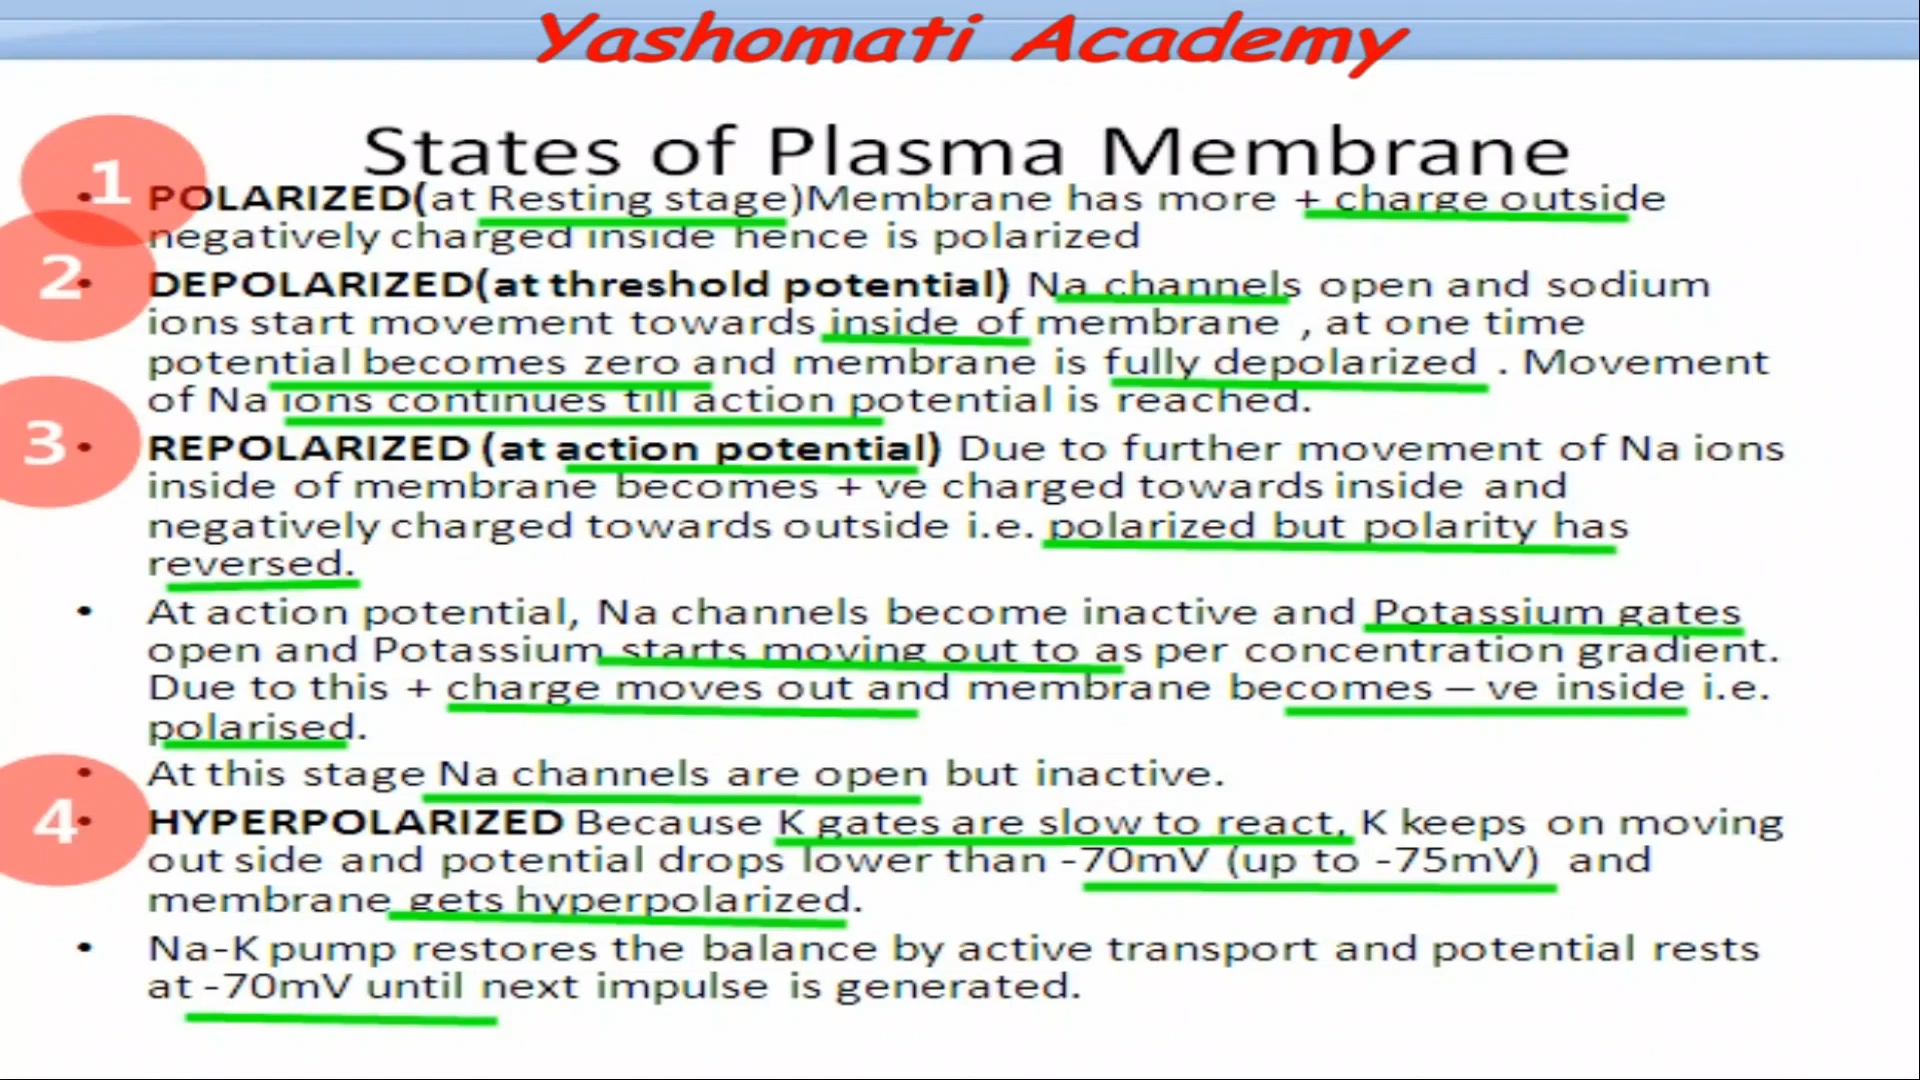 Yashomati Academy
States of Plasma Membrane
1
• POLARIZED(at Resting stage)Membrane has more + charge outside
negatively charged inside hence is polarized
2
• DEPOLARIZED(at threshold potential) Na channels open and sodium
ions start movement towards inside of membrane , at one time
potential becomes zero and membrane is fully depolarized . Movement
of Na ions continues till action potential is reached.
3
• REPOLARIZED (at action potential) Due to further movement of Na ions
inside of membrane becomes + ve charged towards inside and
negatively charged towards outside i.e. polarized but polarity has
reversed.
• At action potential, Na channels become inactive and Potassium gates
open and Potassium starts moving out to as per concentration gradient.
Due to this + charge moves out and membrane becomes – ve inside i.e.
polarised.
• At this stage Na channels are open but inactive.
4
• HYPERPOLARIZED Because K gates are slow to react, K keeps on moving
out side and potential drops lower than -70mV (up to -75mV) and
membrane gets hyperpolarized.
• Na-K pump restores the balance by active transport and potential rests
at -70mV until next impulse is generated.